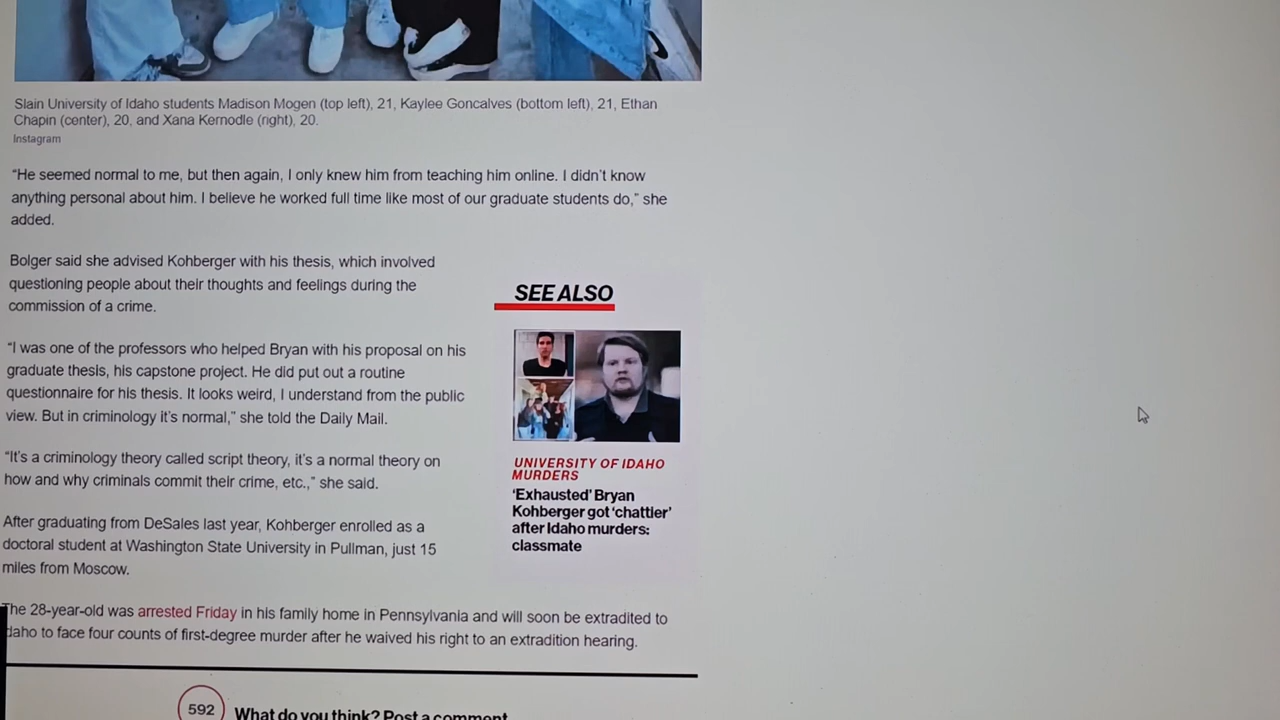 Slain University of Idaho students Madison Mogen (top left), 21, Kaylee Goncalves (bottom left), 21, Ethan
Chapin (center), 20, and Xana Kernodle (right), 20.
Instagram
“He seemed normal to me, but then again, I only knew him from teaching him online. I didn’t know
anything personal about him. I believe he worked full time like most of our graduate students do,” she
added.
Bolger said she advised Kohberger with his thesis, which involved
questioning people about their thoughts and feelings during the
commission of a crime.
“I was one of the professors who helped Bryan with his proposal on his
graduate thesis, his capstone project. He did put out a routine
questionnaire for his thesis. It looks weird, I understand from the public
view. But in criminology it’s normal,” she told the Daily Mail.
“It’s a criminology theory called script theory, it’s a normal theory on
how and why criminals commit their crime, etc.,” she said.
After graduating from DeSales last year, Kohberger enrolled as a
doctoral student at Washington State University in Pullman, just 15
miles from Moscow.
SEE ALSO
UNIVERSITY OF IDAHO
MURDERS
‘Exhausted’ Bryan
Kohberger got ‘chattier’
after Idaho murders:
classmate
The 28-year-old was arrested Friday in his family home in Pennsylvania and will soon be extradited to
Idaho to face four counts of first-degree murder after he waived his right to an extradition hearing.
592
What do you think? Post a comment